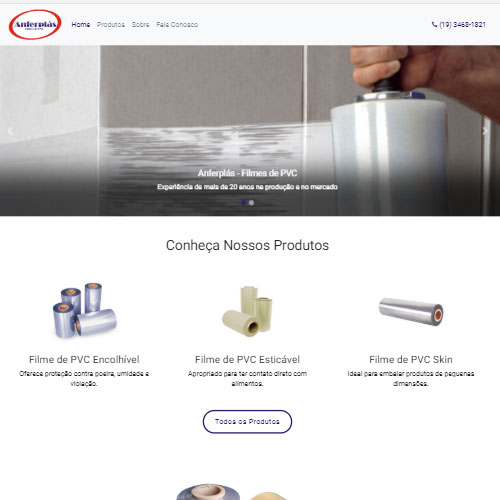 Anferplás
Home Produtos Sobre Fale Conosco
(19) 3468-1821
Anferplás - Filmes de PVC
Experiência de mais de 20 anos na produção e no mercado
Conheça Nossos Produtos
Filme de PVC Encolhível
Oferece proteção contra poeira, umidade e
violação.
Filme de PVC Esticável
Apropriado para ter contato direto com
alimentos.
Filme de PVC Skin
Ideal para embalar produtos de pequenas
dimensões.
Todos os Produtos